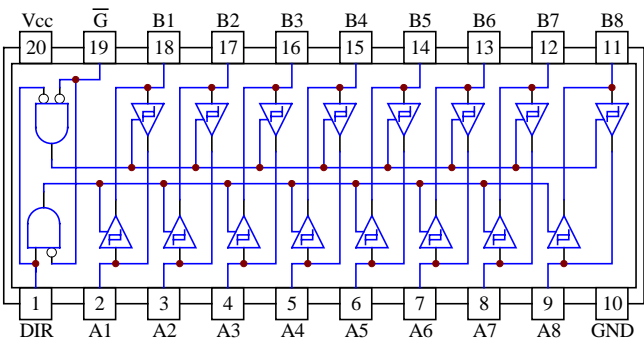 Vcc G̅ B1 B2 B3 B4 B5 B6 B7 B8
20 19 18 17 16 15 14 13 12 11
1 2 3 4 5 6 7 8 9 10
DIR A1 A2 A3 A4 A5 A6 A7 A8 GND